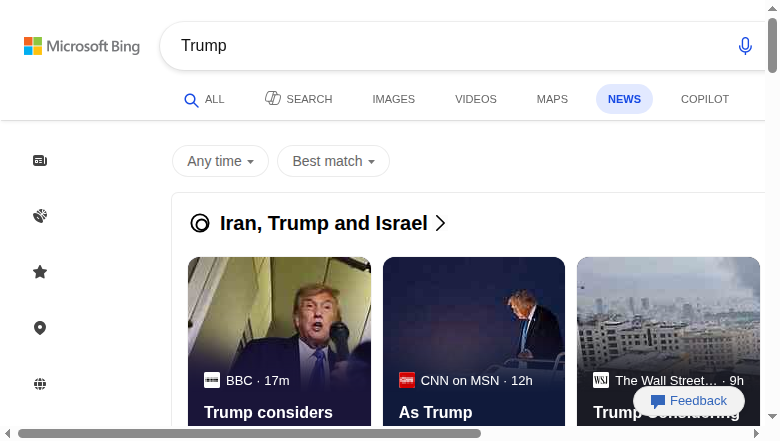 Microsoft Bing
Trump
ALL
SEARCH
IMAGES
VIDEOS
MAPS
NEWS
COPILOT
Any time
Best match
Iran, Trump and Israel
BBC · 17m
Trump considers
CNN on MSN · 12h
As Trump
WSJ
The Wall Street… · 9h
Trump Considering
Feedback